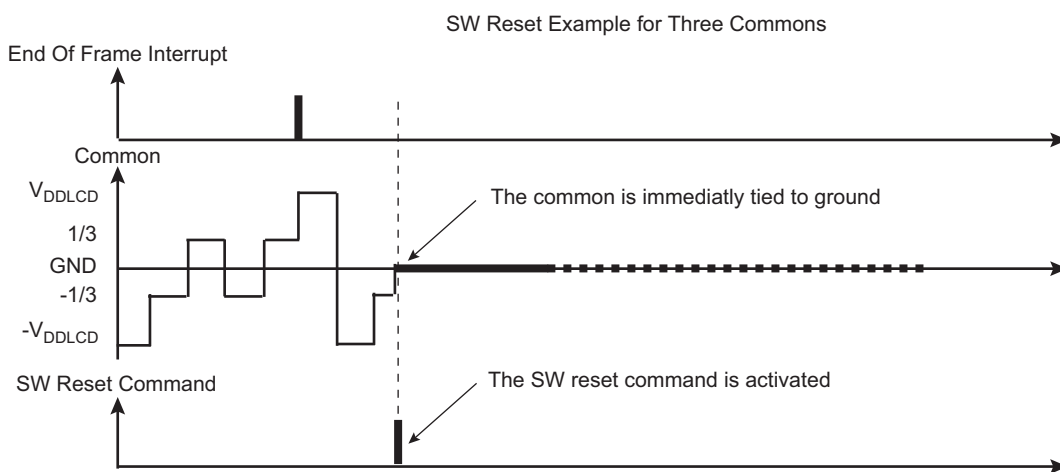 SW Reset Example for Three Commons
End Of Frame Interrupt
Common
VDDLCD
The common is immediatly tied to ground
1/3
GND
-1/3
-VDDLCD
SW Reset Command
The SW reset command is activated